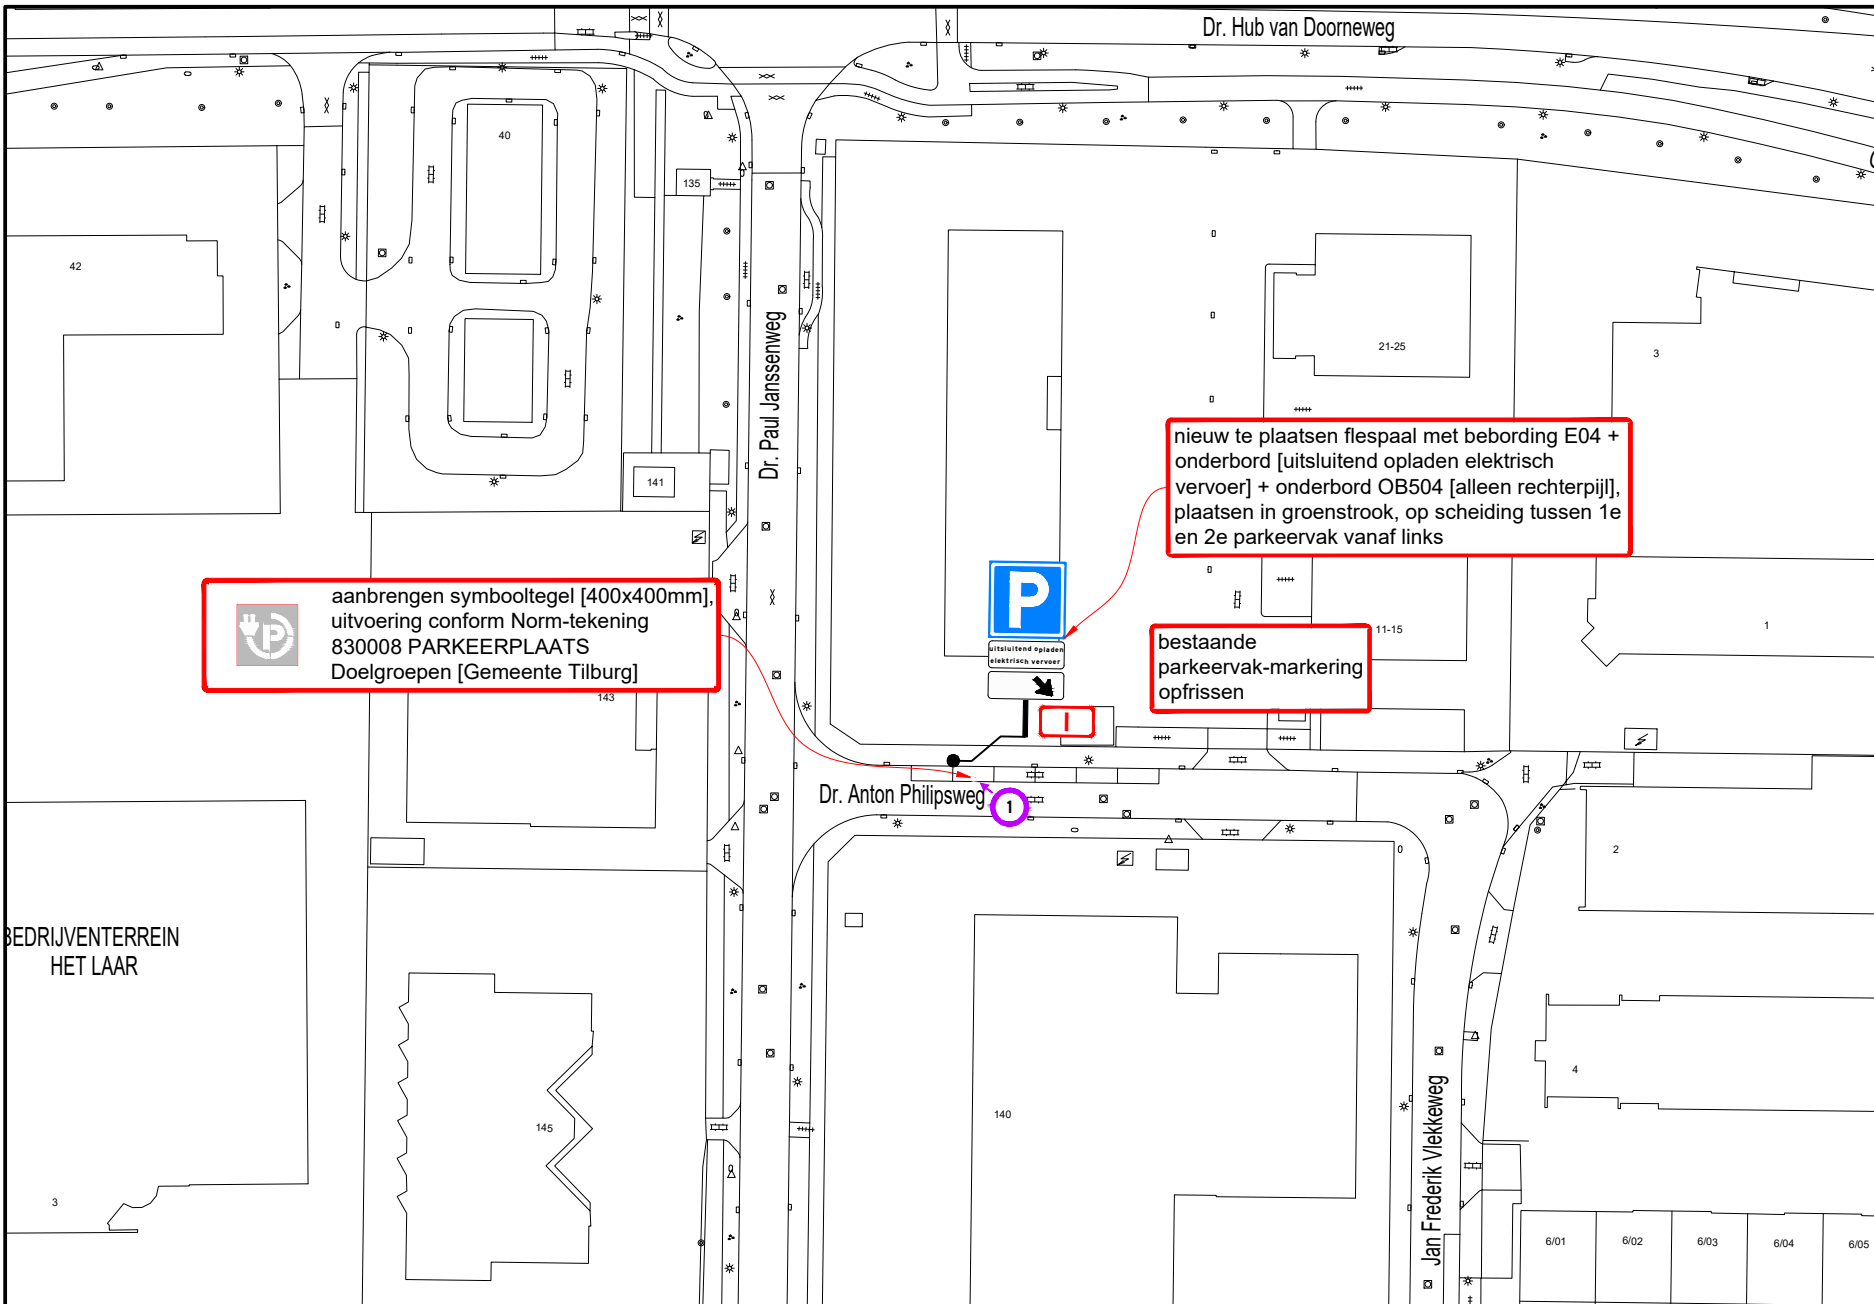 Dr. Hub van Doorneweg
40
135
42
Dr. Paul Janssenweg
21-25
3
141
nieuw te plaatsen flespaal met bebording E04 +
onderbord [uitsluitend opladen elektrisch
vervoer] + onderbord OB504 [alleen rechterpijl],
plaatsen in groenstrook, op scheiding tussen 1e
en 2e parkeervak vanaf links
P
uitsluitend opladen
elektrisch vervoer
aanbrengen symbooltegel [400x400mm],
uitvoering conform Norm-tekening
830008 PARKEERPLAATS
Doelgroepen [Gemeente Tilburg]
P
143
bestaande
parkeervak-markering
opfrissen
11-15
1
Dr. Anton Philipsweg
1
2
BEDRIJVENTERREIN
HET LAAR
145
140
4
Jan Frederik Vlekkeweg
3
6/01
6/02
6/03
6/04
6/05